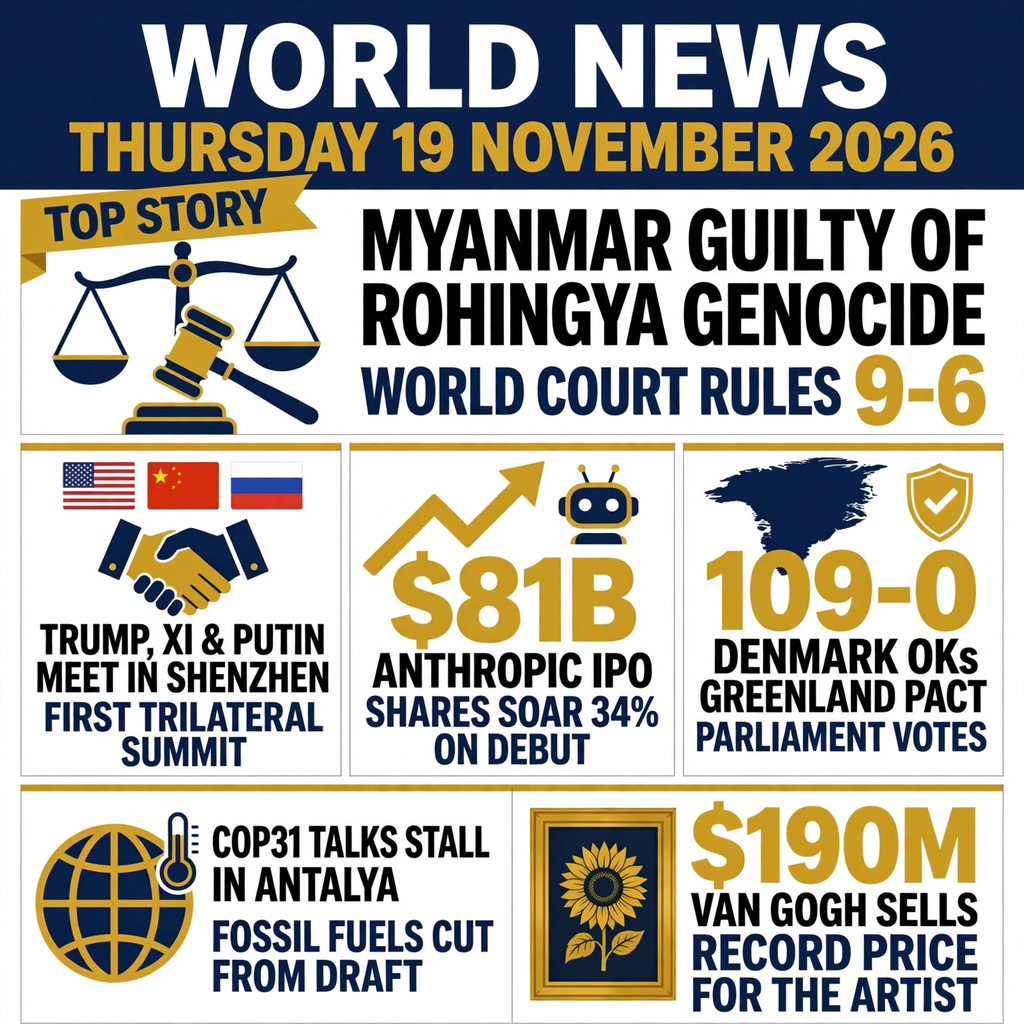 WORLD NEWS
THURSDAY 19 NOVEMBER 2026
TOP STORY
MYANMAR GUILTY OF
ROHINGYA GENOCIDE
WORLD COURT RULES 9-6
TRUMP, XI & PUTIN
MEET IN SHENZHEN
FIRST TRILATERAL
SUMMIT
$81B
ANTHROPIC IPO
SHARES SOAR 34%
ON DEBUT
109-0
DENMARK OKs
GREENLAND PACT
PARLIAMENT VOTES
COP31 TALKS STALL
IN ANTALYA
FOSSIL FUELS CUT
FROM DRAFT
$190M
VAN GOGH SELLS
RECORD PRICE
FOR THE ARTIST